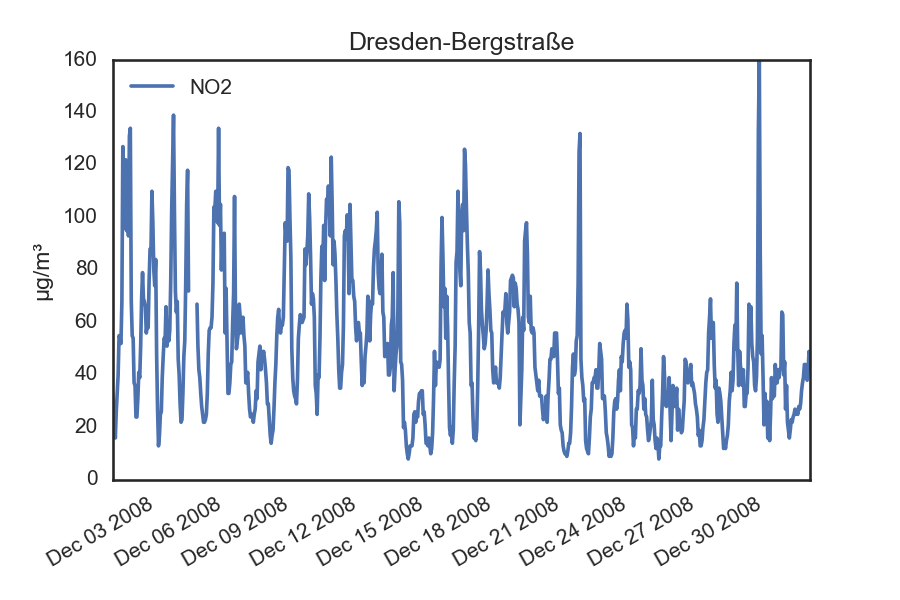 Dresden-Bergstraße
160
NO2
140
120
100
80
60
40
20
0
µg/m³
Dec 03 2008
Dec 06 2008
Dec 09 2008
Dec 12 2008
Dec 15 2008
Dec 18 2008
Dec 21 2008
Dec 24 2008
Dec 27 2008
Dec 30 2008